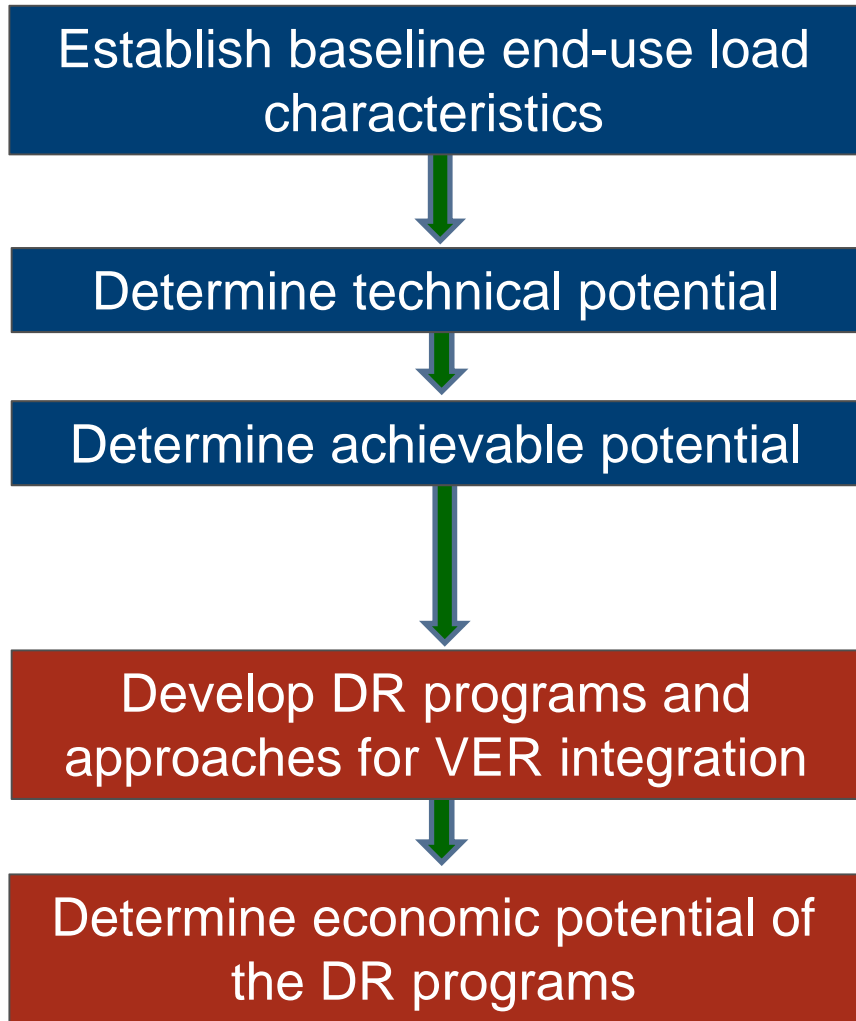 Establish baseline end-use load
characteristics
Determine technical potential
Determine achievable potential
Develop DR programs and
approaches for VER integration
Determine economic potential of
the DR programs